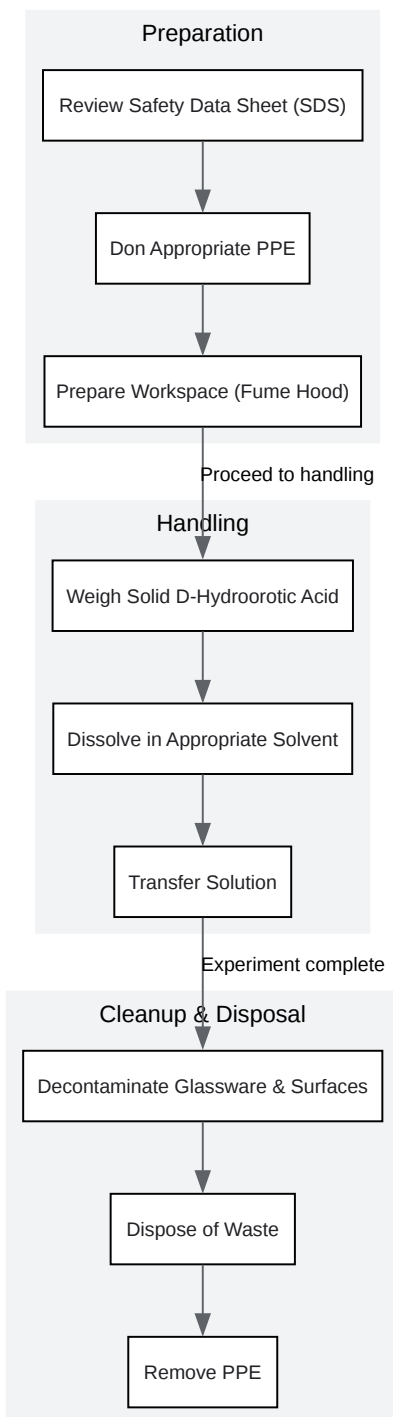 Preparation
Review Safety Data Sheet (SDS)
Don Appropriate PPE
Prepare Workspace (Fume Hood)
Proceed to handling
Handling
Weigh Solid D-Hydroorotic Acid
Dissolve in Appropriate Solvent
Transfer Solution
Experiment complete
Cleanup & Disposal
Decontaminate Glassware & Surfaces
Dispose of Waste
Remove PPE